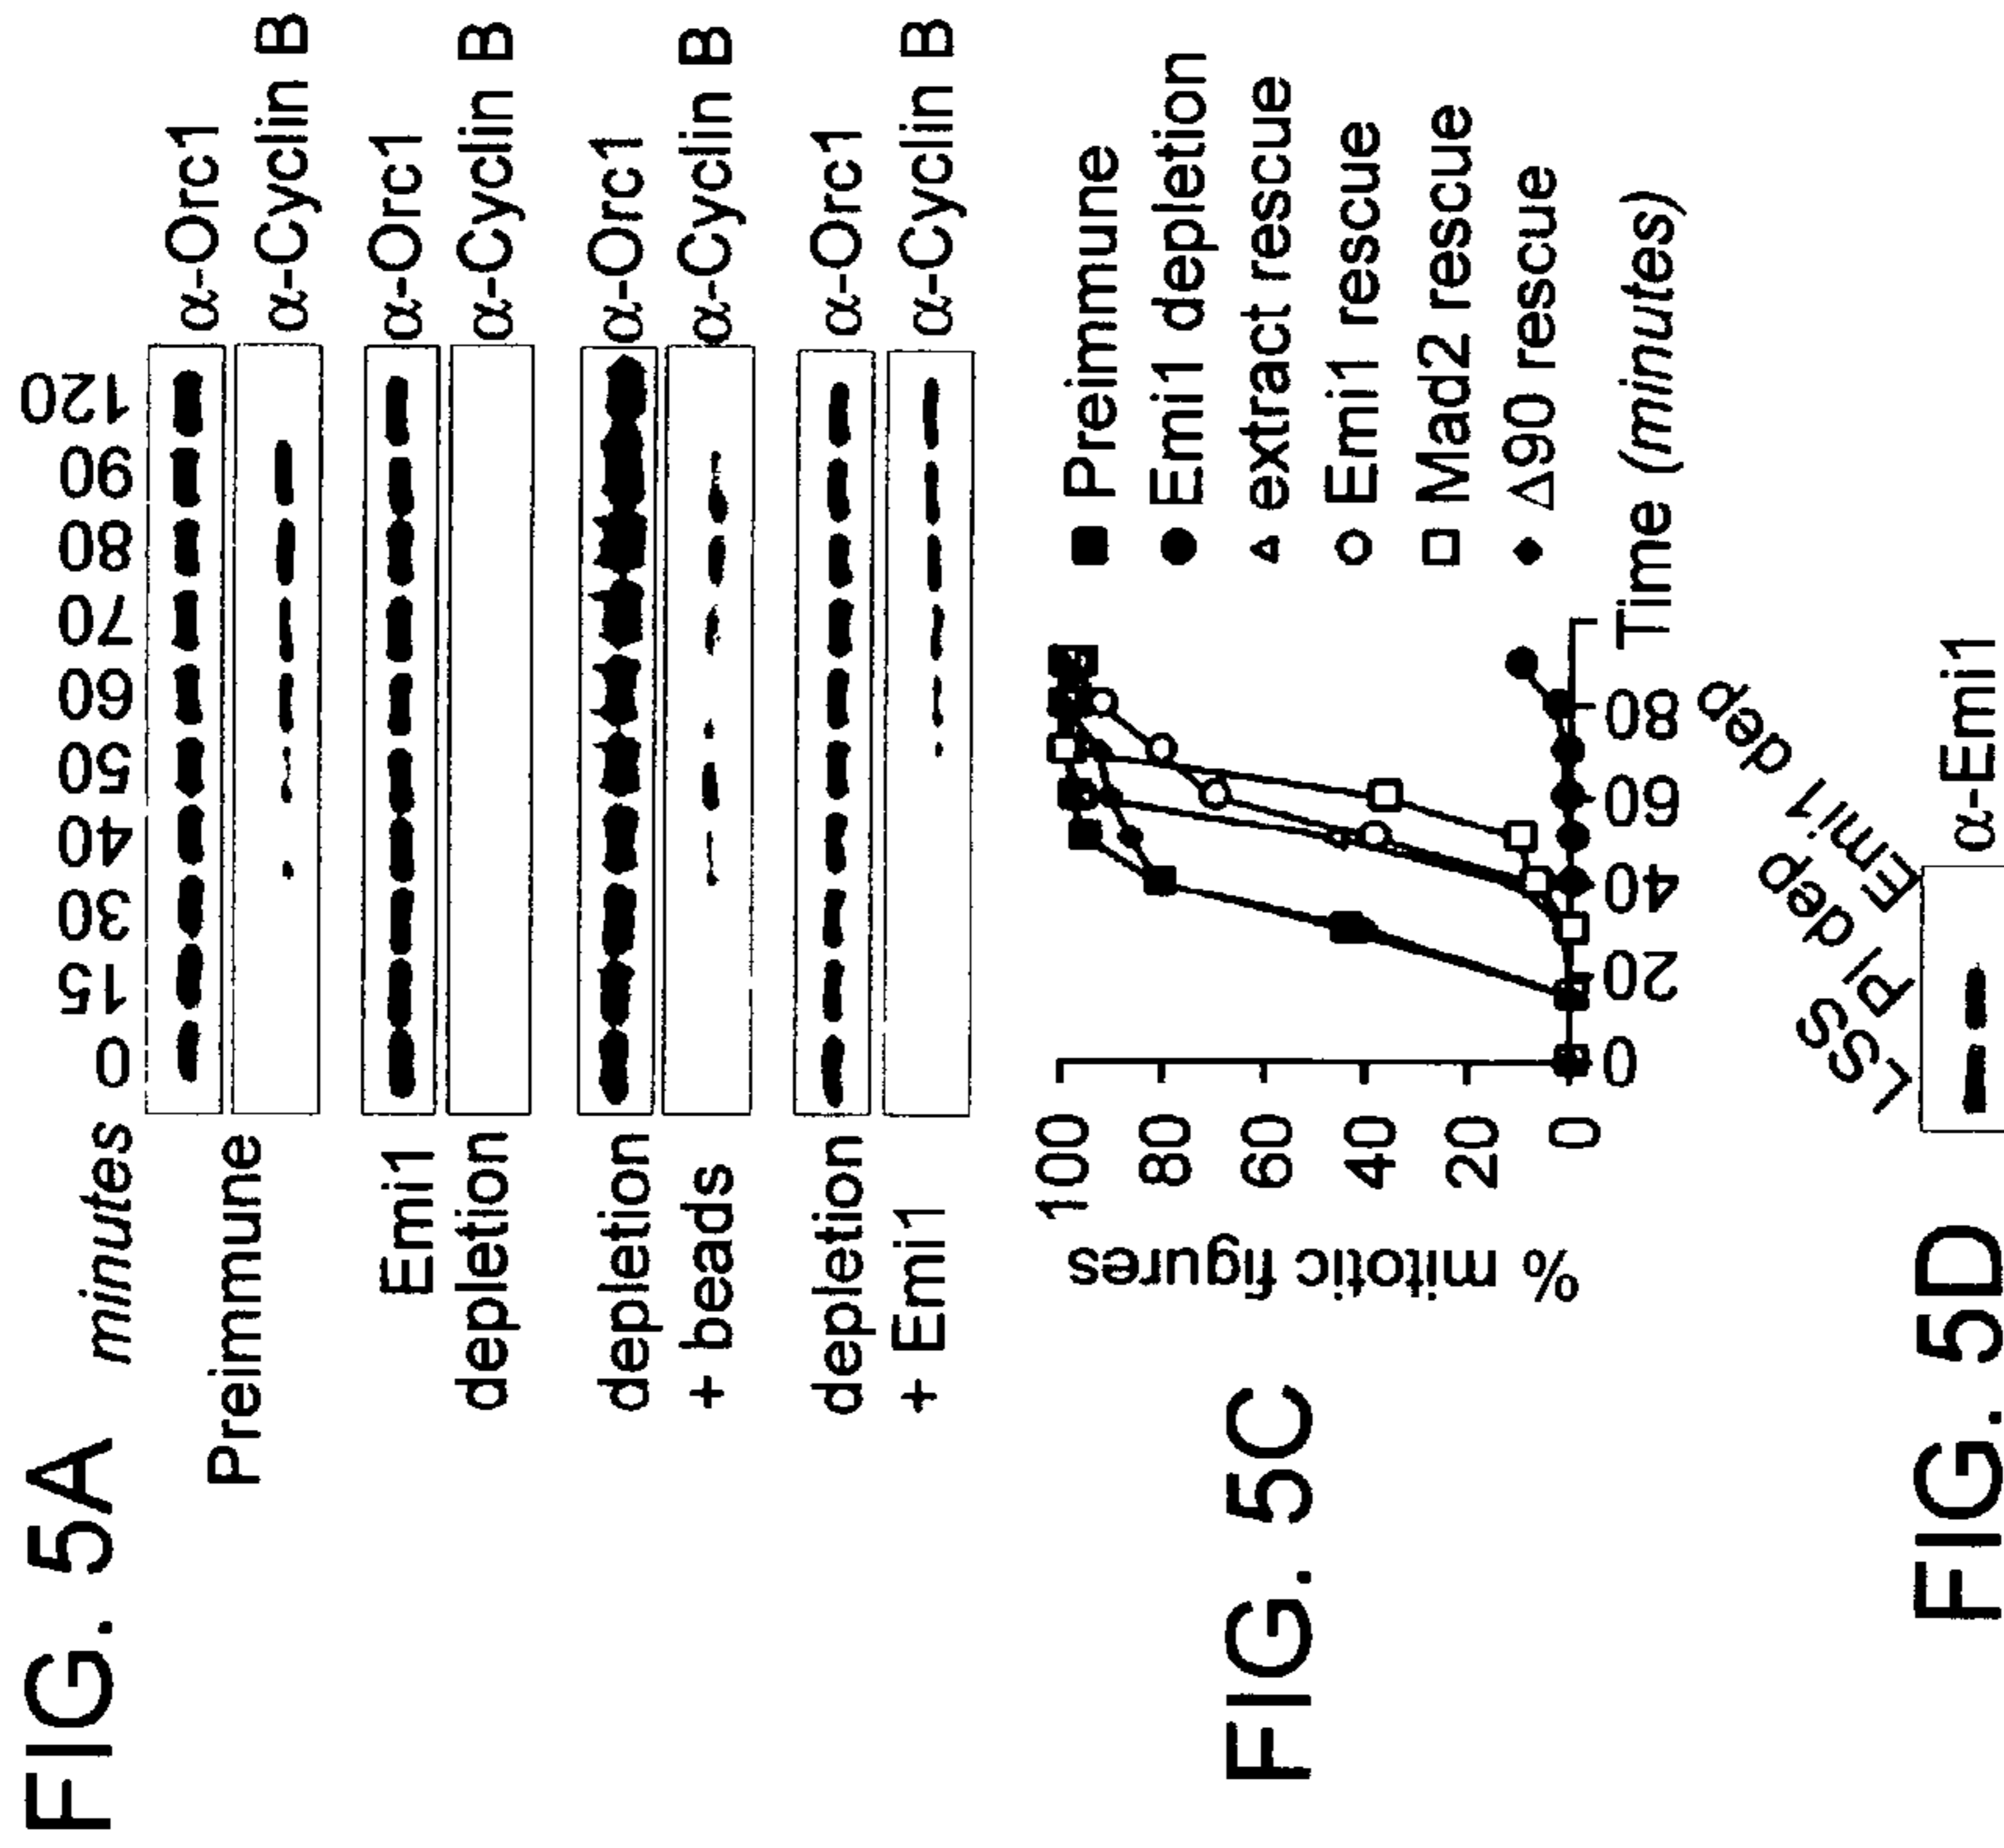 FIG. 5A
minutes 0 15 30 40 50 60 70 80 90 120
Preimmune
α-Orc1
α-Cyclin B
Emi1
depletion
α-Orc1
α-Cyclin B
depletion
+ beads
α-Orc1
α-Cyclin B
depletion
+ Emi1
α-Orc1
α-Cyclin B
FIG. 5C
% mitotic figures
100
80
60
40
20
0
0 20 40 60 80
Time (minutes)
Preimmune
Emi1 depletion
extract rescue
Emi1 rescue
Mad2 rescue
Δ90 rescue
FIG. 5D
LSS
PI dep
Emi1 dep
α-Emi1